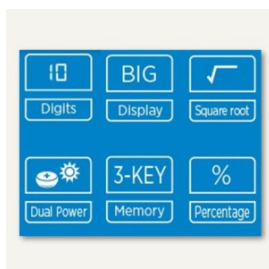 10
Digits
BIG
Display
√
Square root
Dual Power
3-KEY
Memory
%
Percentage